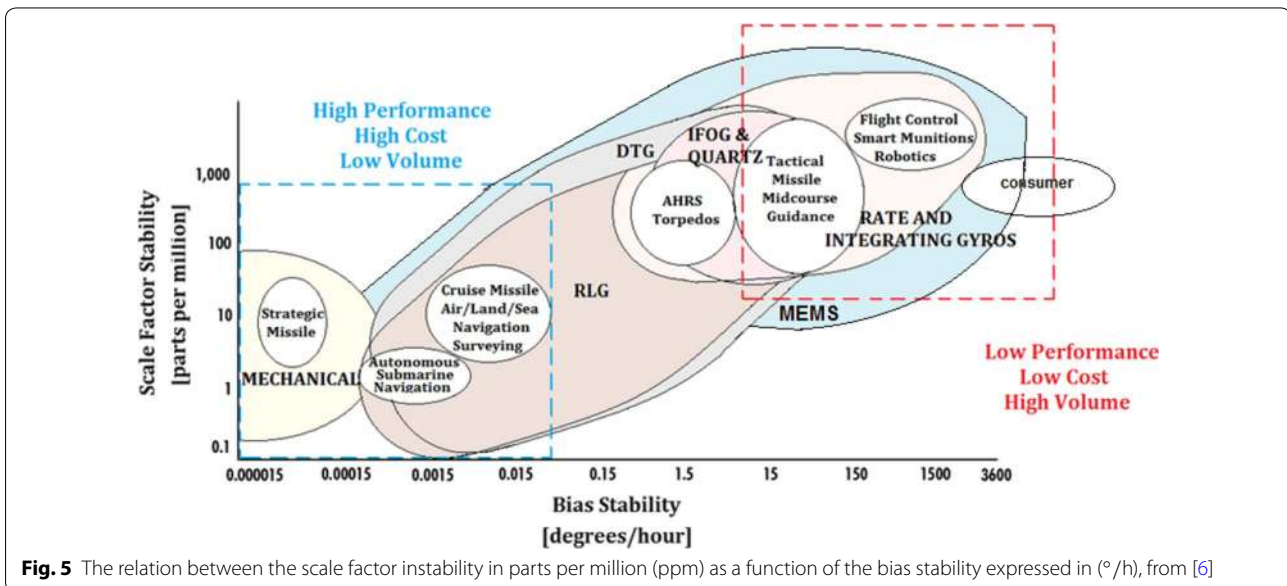 High Performance
High Cost
Low Volume
Scale Factor Stability
[parts per million]
1,000
100
10
1
0.1
Strategic
Missile
MECHANICAL
Cruise Missile
Air/Land/Sea
Navigation
Surveying
Autonomous
Submarine
Navigation
RLG
DTG
IFOG &
QUARTZ
AHRS
Torpedos
Tactical
Missile
Midcourse
Guidance
Flight Control
Smart Munitions
Robotics
RATE AND
INTEGRATING GYROS
consumer
MEMS
Low Performance
Low Cost
High Volume
0.000015 0.00015 0.0015 0.015 0.15 1.5 15 150 1500 3600
Bias Stability
[degrees/hour]
Fig. 5 The relation between the scale factor instability in parts per million (ppm) as a function of the bias stability expressed in (°/h), from [6]